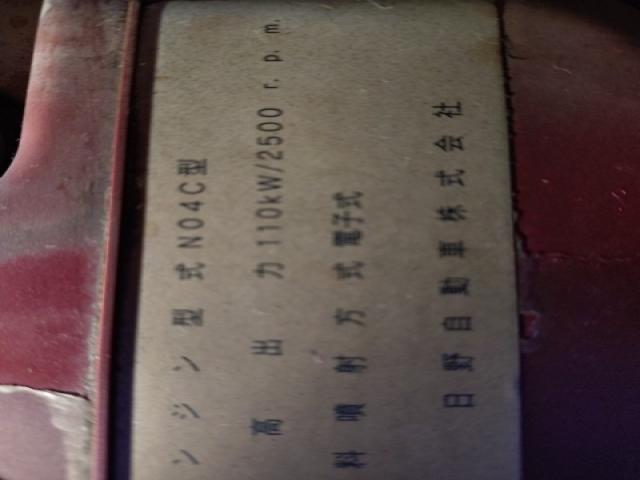 ンジン型式 N04C型
高出力 110kW/2500 r.p.m.
料噴射方式 電子式
日野自動車株式会社